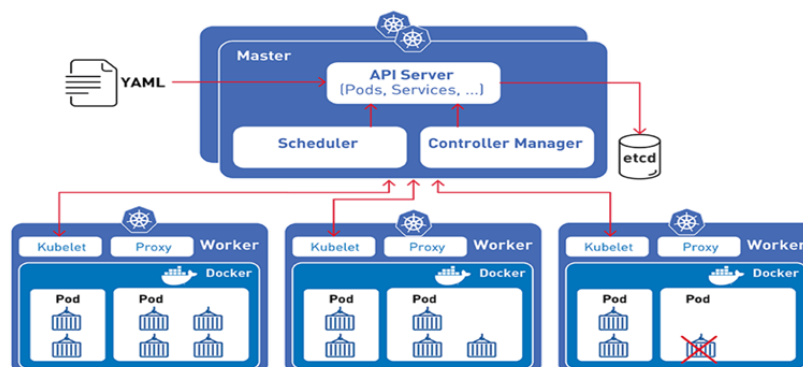 Master
YAML
API Server
(Pods, Services, ...)
Scheduler
Controller Manager
etcd
Kubelet
Proxy
Worker
Docker
Pod
Pod
Kubelet
Proxy
Worker
Docker
Pod
Pod
Kubelet
Proxy
Worker
Docker
Pod
Pod